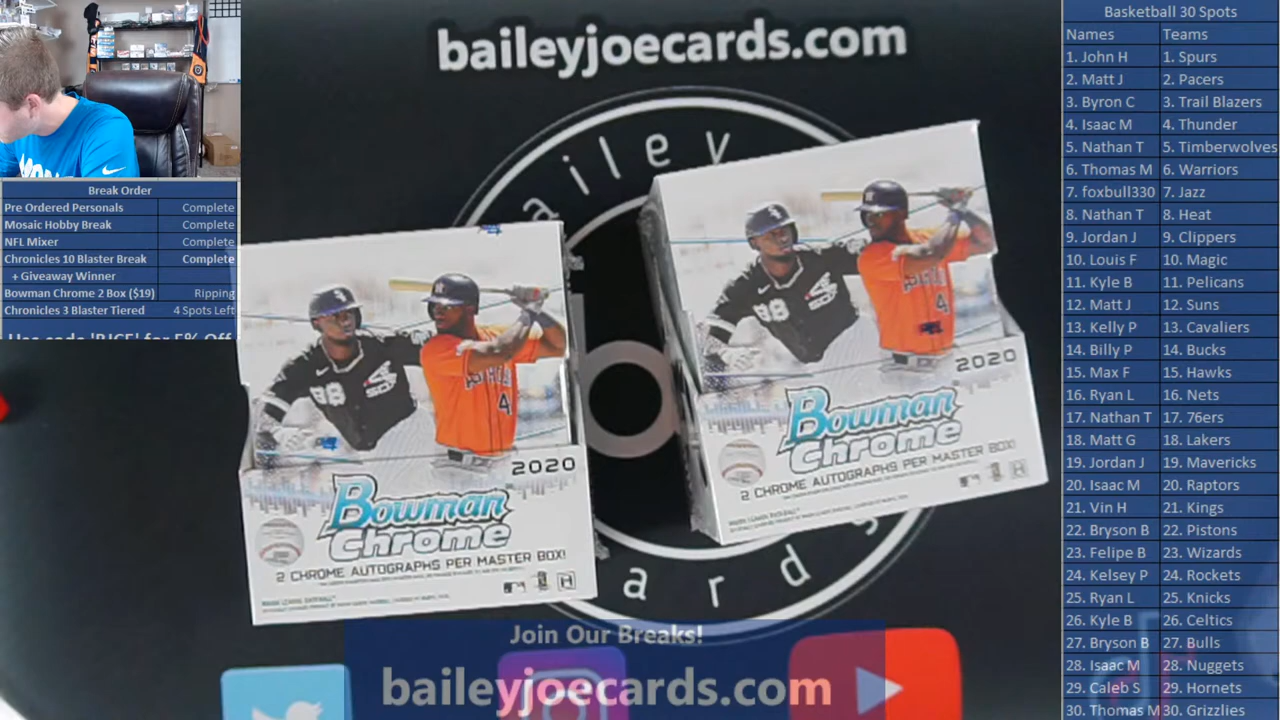 baileyjoecards.com
Break Order
Pre Ordered Personals Complete
Mosaic Hobby Break Complete
NFL Mixer Complete
Chronicles 10 Blaster Break Complete
+ Giveaway Winner
Bowman Chrome 2 Box ($19) Ripping
Chronicles 3 Blaster Tiered 4 Spots Left
bailey
cards
98
SOX
4
2020
Bowman
Chrome
2 CHROME AUTOGRAPHS PER MASTER BOX!
98
SOX
4
2020
Bowman
Chrome
2 CHROME AUTOGRAPHS PER MASTER BOX!
Join Our Breaks!
baileyjoecards.com
Basketball 30 Spots
Names Teams
1. John H 1. Spurs
2. Matt J 2. Pacers
3. Byron C 3. Trail Blazers
4. Isaac M 4. Thunder
5. Nathan T 5. Timberwolves
6. Thomas M 6. Warriors
7. foxbull330 7. Jazz
8. Nathan T 8. Heat
9. Jordan J 9. Clippers
10. Louis F 10. Magic
11. Kyle B 11. Pelicans
12. Matt J 12. Suns
13. Kelly P 13. Cavaliers
14. Billy P 14. Bucks
15. Max F 15. Hawks
16. Ryan L 16. Nets
17. Nathan T 17. 76ers
18. Matt G 18. Lakers
19. Jordan J 19. Mavericks
20. Isaac M 20. Raptors
21. Vin H 21. Kings
22. Bryson B 22. Pistons
23. Felipe B 23. Wizards
24. Kelsey P 24. Rockets
25. Ryan L 25. Knicks
26. Kyle B 26. Celtics
27. Bryson B 27. Bulls
28. Isaac M 28. Nuggets
29. Caleb S 29. Hornets
30. Thomas M 30. Grizzlies